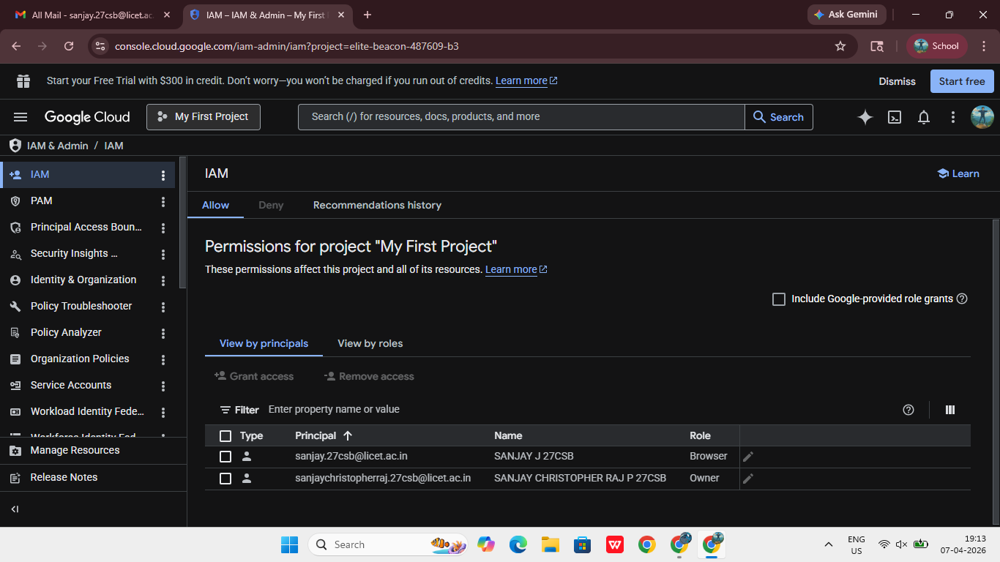 All Mail - sanjay.27csb@licet.ac.
IAM – IAM & Admin – My First
Ask Gemini
console.cloud.google.com/iam-admin/iam?project=elite-beacon-487609-b3
School
Start your Free Trial with $300 in credit. Don't worry—you won't be charged if you run out of credits. Learn more
Dismiss
Start free
Google Cloud
My First Project
Search (/) for resources, docs, products, and more
Search
IAM & Admin / IAM
IAM
PAM
Principal Access Boun...
Security Insights ...
Identity & Organization
Policy Troubleshooter
Policy Analyzer
Organization Policies
Service Accounts
Workload Identity Fede...
Workforce Identity Fed
Manage Resources
Release Notes
IAM
Learn
Allow
Deny
Recommendations history
Permissions for project "My First Project"
These permissions affect this project and all of its resources. Learn more
Include Google-provided role grants
View by principals
View by roles
Grant access
Remove access
Filter Enter property name or value
Type Principal Name Role
sanjay.27csb@licet.ac.in SANJAY J 27CSB Browser
sanjaychristopherraj.27csb@licet.ac.in SANJAY CHRISTOPHER RAJ P 27CSB Owner
Search
ENG
US
19:13
07-04-2026